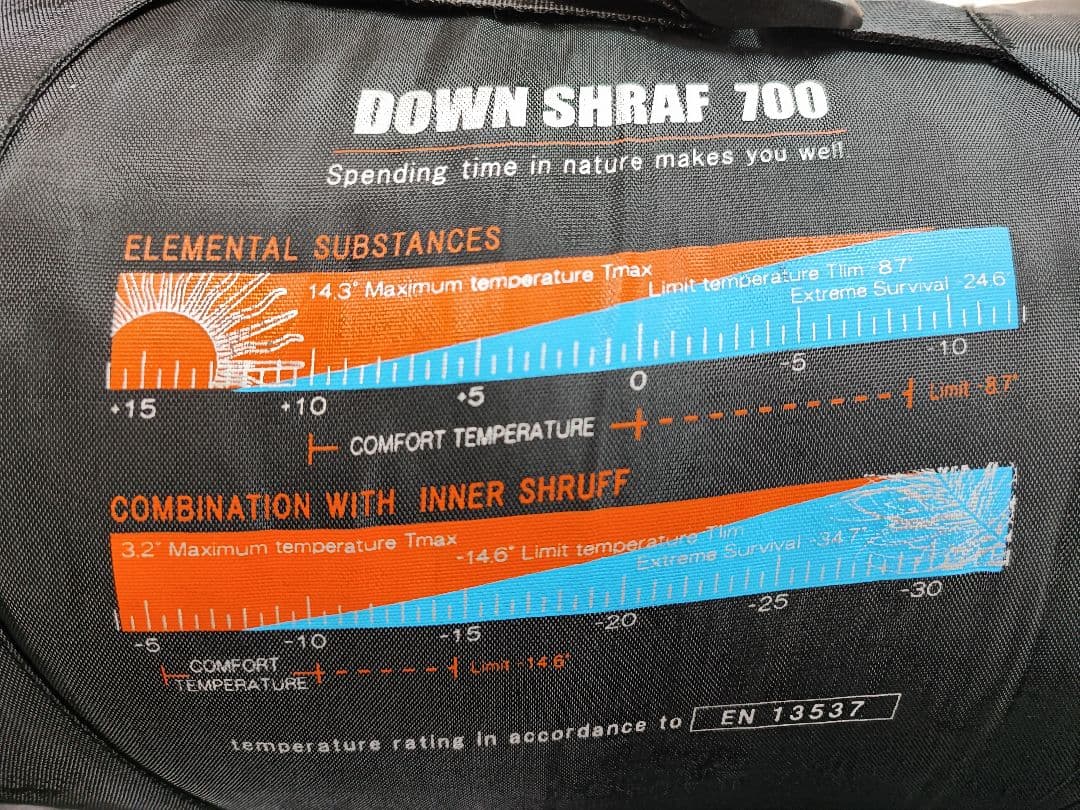 DOWN SHRAF 700
Spending time in nature makes you well
ELEMENTAL SUBSTANCES
14.3° Maximum temperature Tmax
Limit temperature Tlim -8.7°
Extreme Survival -24.6
+15 +10 +5 0 -5 -10
COMFORT TEMPERATURE Limit -8.7°
COMBINATION WITH INNER SHRUFF
3.2° Maximum temperature Tmax
-14.6° Limit temperature Tlim
Extreme Survival -34.7°
-5 -10 -15 -20 -25 -30
COMFORT TEMPERATURE Limit -14.6°
temperature rating in accordance to EN 13537